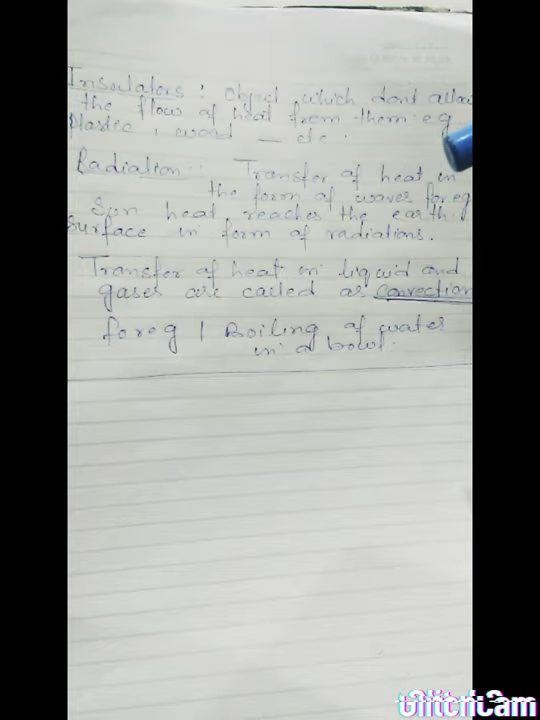 Insulators : Object which don't allow
the flow of heat from them. e.g
plastic , wood — etc .
Radiation :- Transfer of heat in
the form of waves for eg
Sun heat reaches the earth
Surface in form of radiations.
Transfer of heat in liquid and
gases are called as convection
for eg | Boiling of water
in a bowl.
GlitchCam